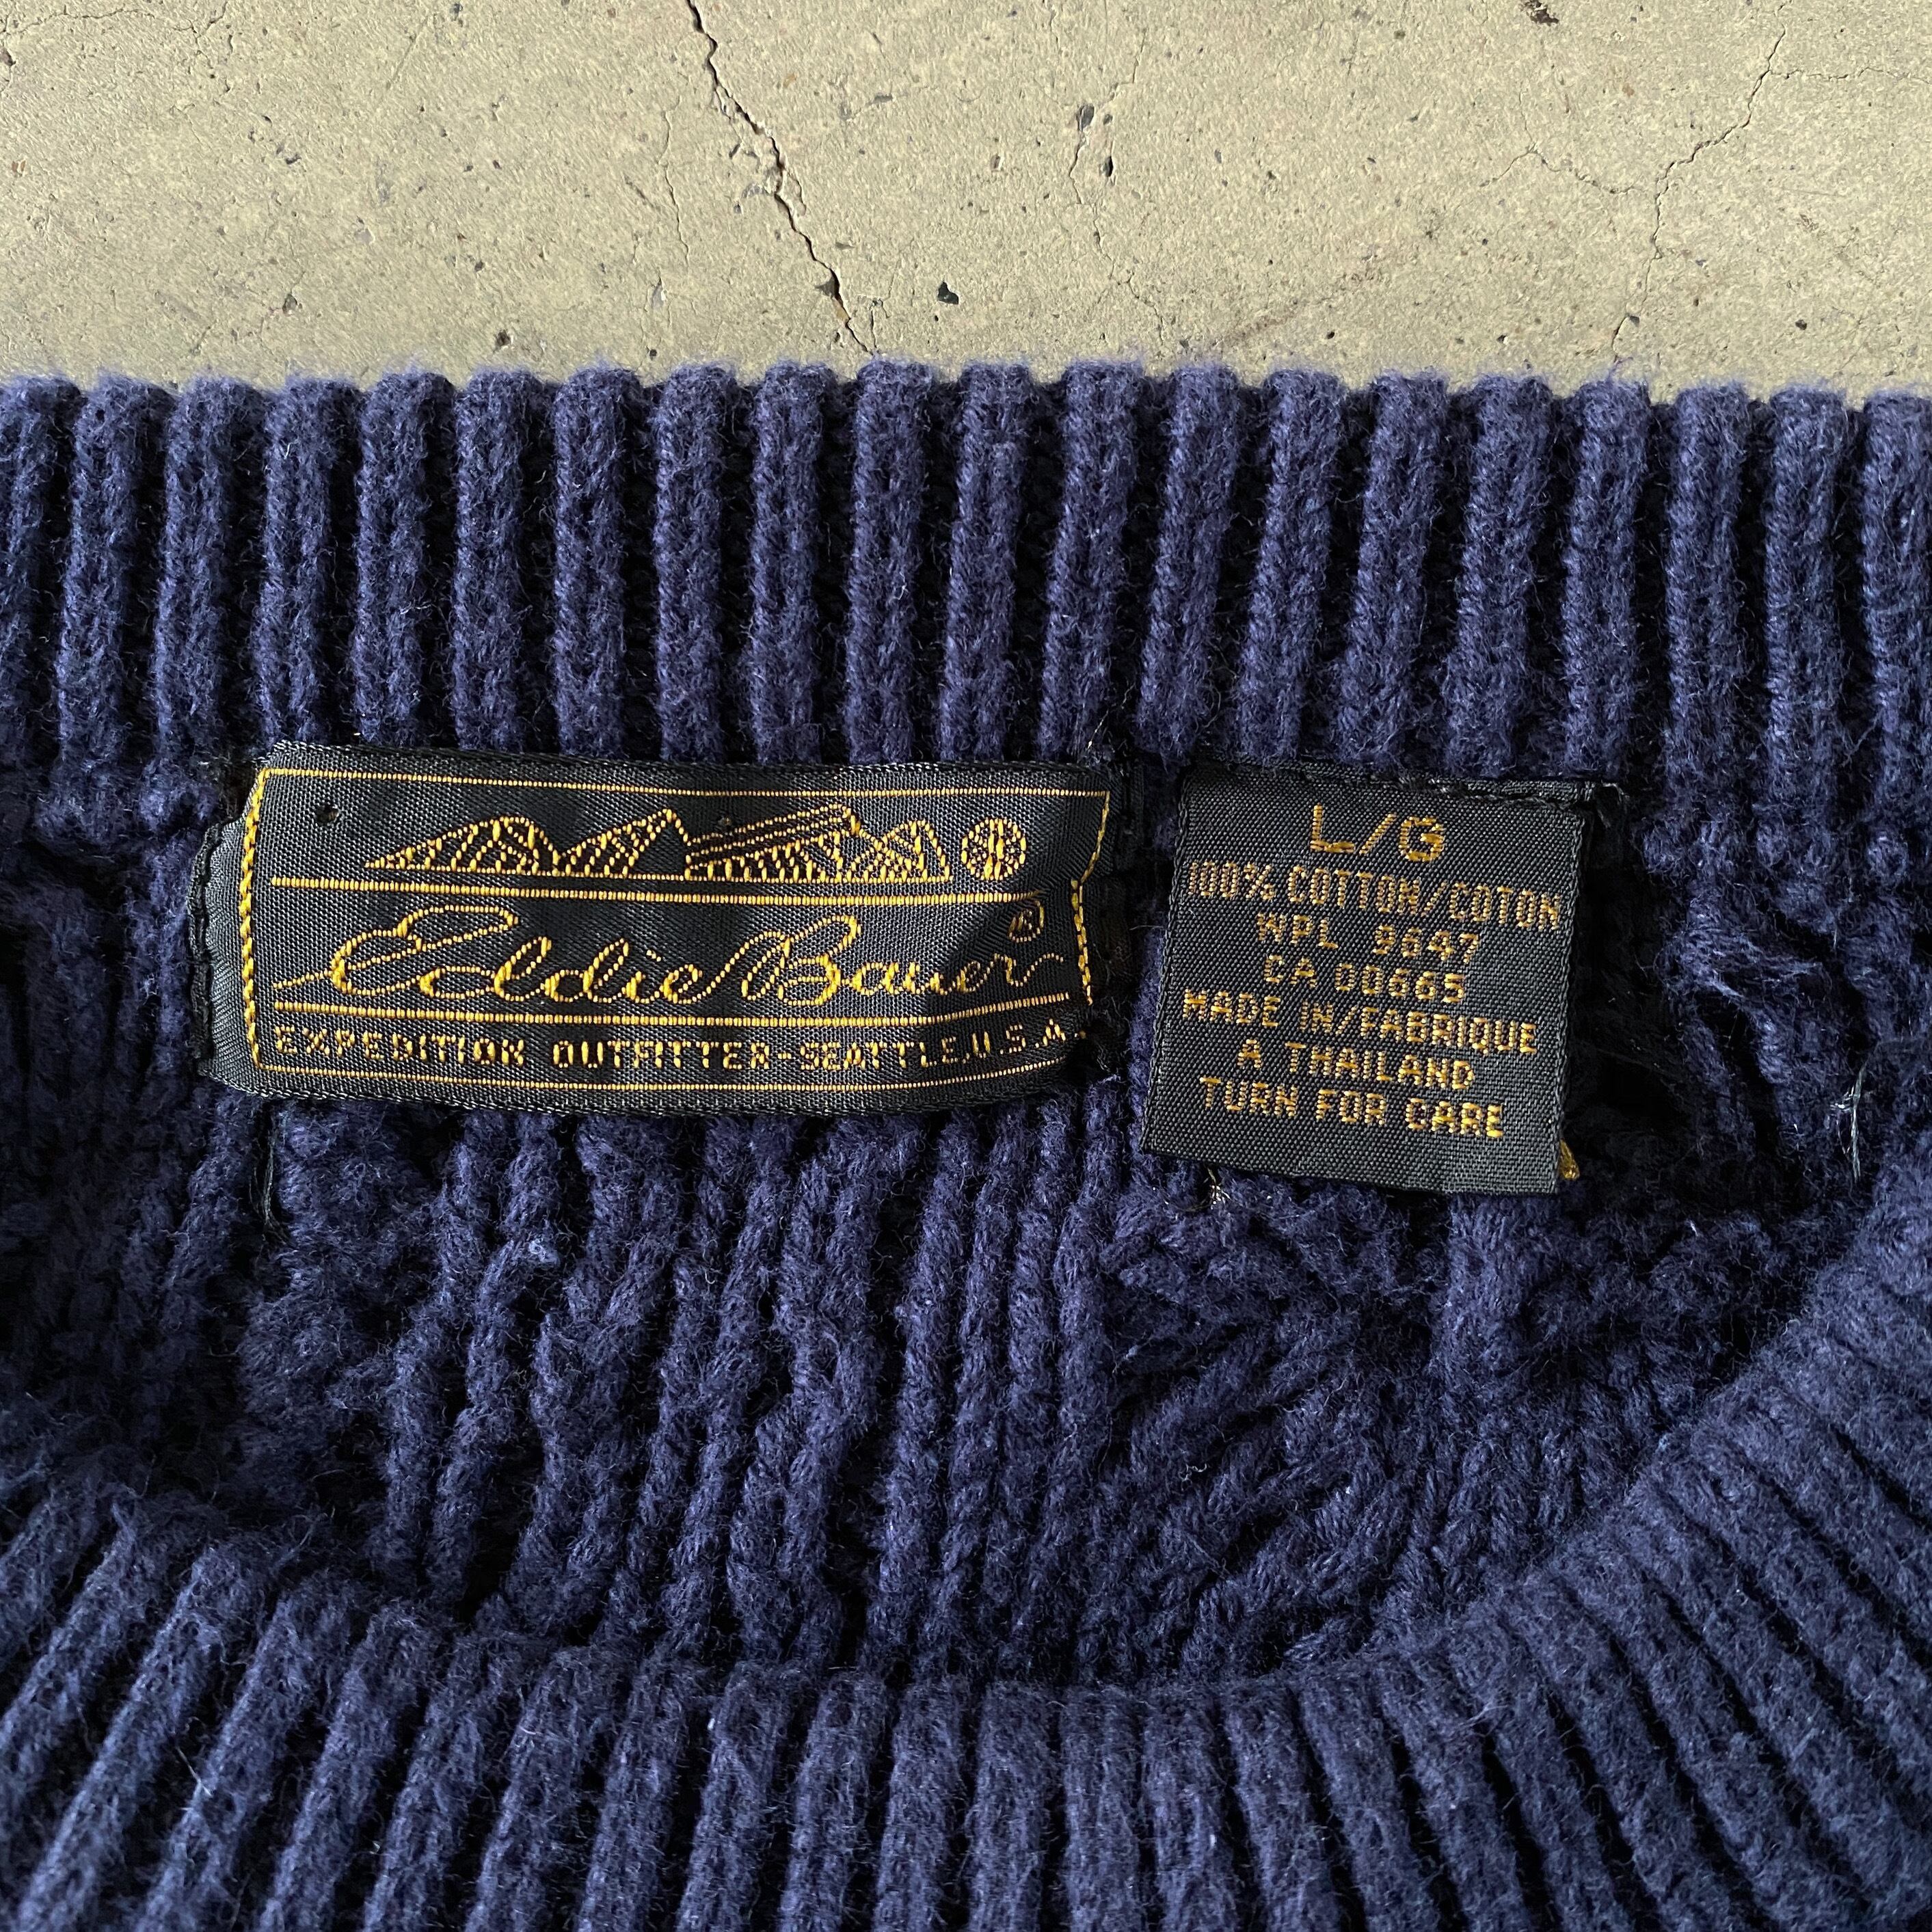 Eddie Bauer®
EXPEDITION OUTFITTER-SEATTLE,U.S.A.
L/G
100% COTTON/COTON
WPL 9647
CA 00665
MADE IN/FABRIQUE
A THAILAND
TURN FOR CARE